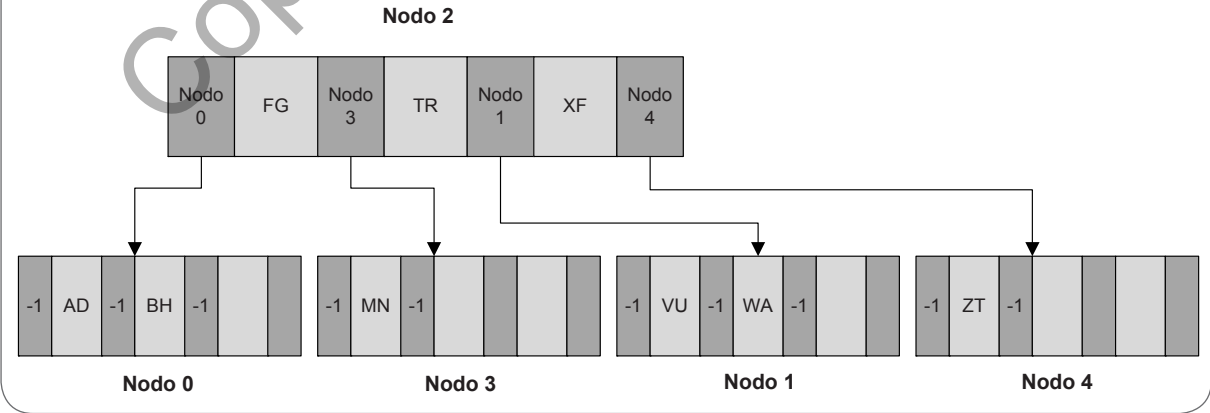 Nodo 2
Nodo 0 FG Nodo 3 TR Nodo 1 XF Nodo 4
-1 AD -1 BH -1
-1 MN -1
-1 VU -1 WA -1
-1 ZT -1
Nodo 0
Nodo 3
Nodo 1
Nodo 4